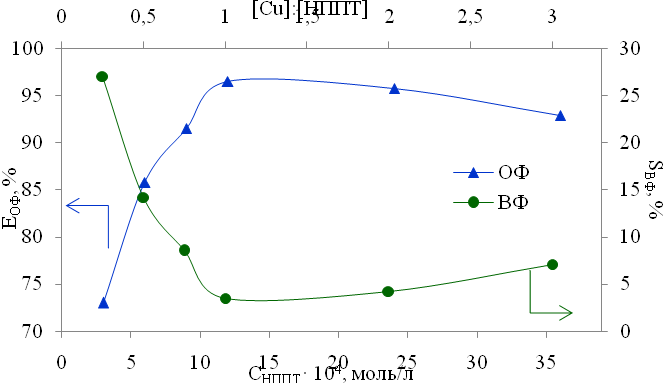 [Cu]:[НППТ]
0 0,5 1 1,5 2 2,5 3
100 30
95 25
90 20
85 15
80 10
75 5
70 0
E_ОФ, %
S_ВФ, %
ОФ
ВФ
0 5 10 15 20 25 30 35
C_НППТ · 10⁴, моль/л